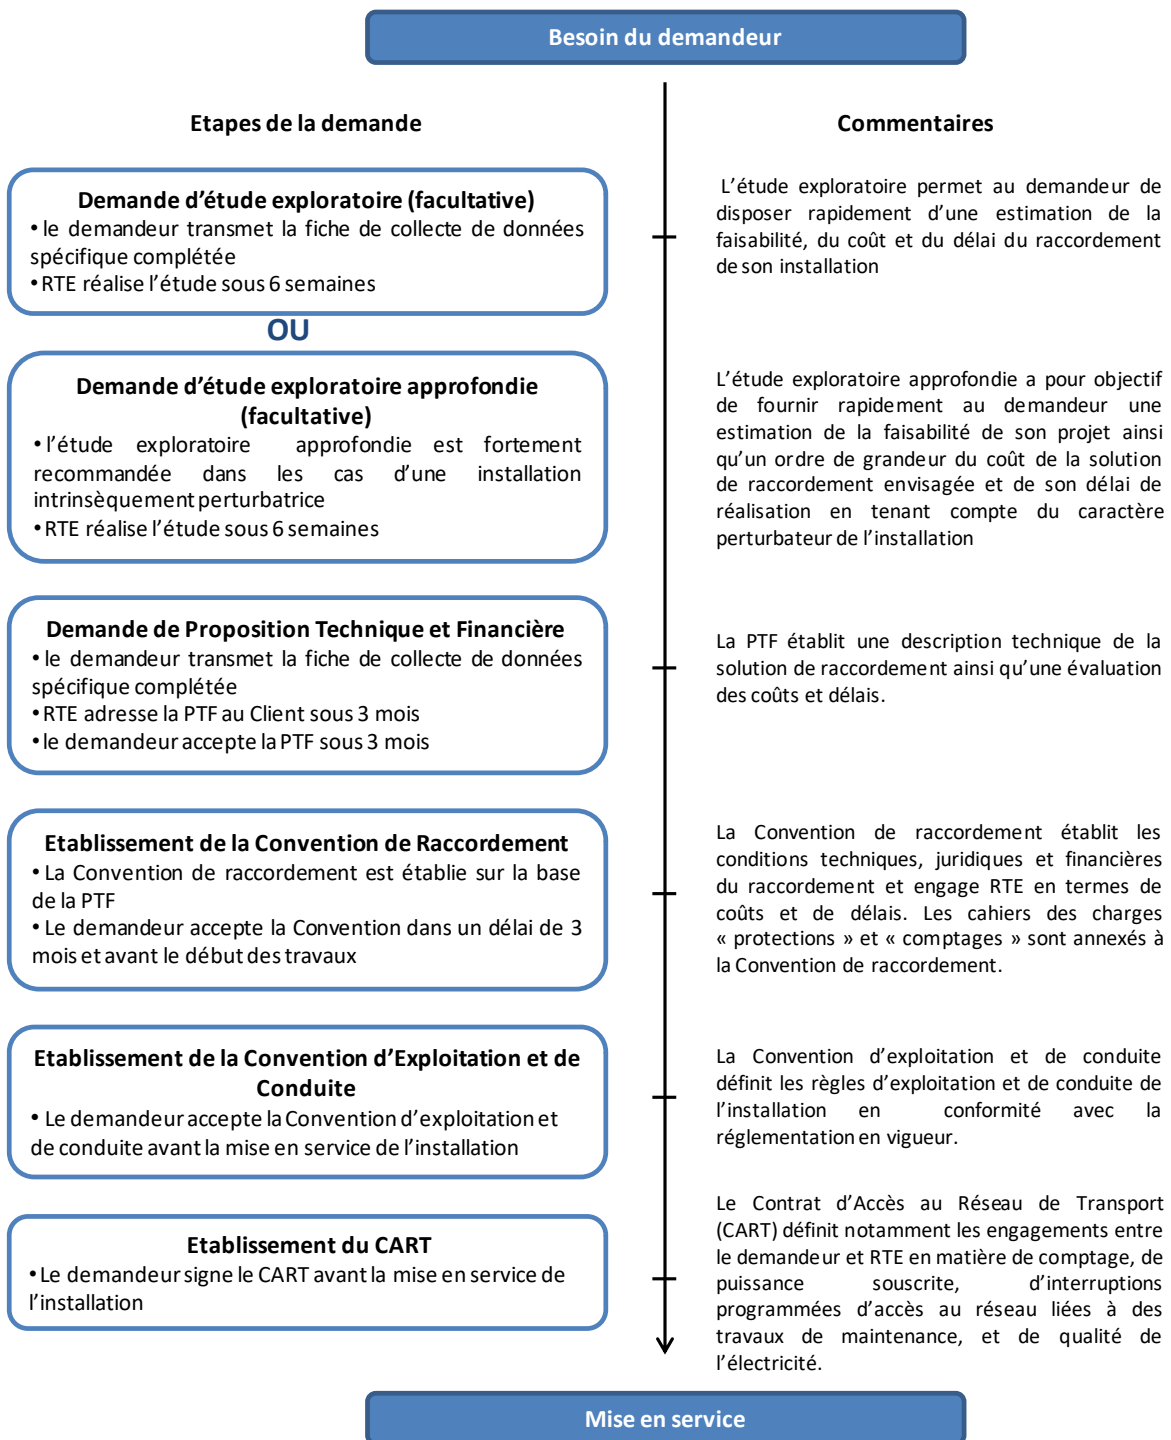 Besoin du demandeur
Etapes de la demande
Commentaires
Demande d'étude exploratoire (facultative)
• le demandeur transmet la fiche de collecte de données
spécifique complétée
• RTE réalise l'étude sous 6 semaines
L'étude exploratoire permet au demandeur de
disposer rapidement d'une estimation de la
faisabilité, du coût et du délai du raccordement
de son installation
OU
Demande d'étude exploratoire approfondie
(facultative)
• l'étude exploratoire approfondie est fortement
recommandée dans les cas d'une installation
intrinsèquement perturbatrice
• RTE réalise l'étude sous 6 semaines
L'étude exploratoire approfondie a pour objectif
de fournir rapidement au demandeur une
estimation de la faisabilité de son projet ainsi
qu'un ordre de grandeur du coût de la solution
de raccordement envisagée et de son délai de
réalisation en tenant compte du caractère
perturbateur de l'installation
Demande de Proposition Technique et Financière
• le demandeur transmet la fiche de collecte de données
spécifique complétée
• RTE adresse la PTF au Client sous 3 mois
• le demandeur accepte la PTF sous 3 mois
La PTF établit une description technique de la
solution de raccordement ainsi qu'une évaluation
des coûts et délais.
Etablissement de la Convention de Raccordement
• La Convention de raccordement est établie sur la base
de la PTF
• Le demandeur accepte la Convention dans un délai de 3
mois et avant le début des travaux
La Convention de raccordement établit les
conditions techniques, juridiques et financières
du raccordement et engage RTE en termes de
coûts et de délais. Les cahiers des charges
« protections » et « comptages » sont annexés à
la Convention de raccordement.
Etablissement de la Convention d'Exploitation et de
Conduite
• Le demandeur accepte la Convention d'exploitation et
de conduite avant la mise en service de l'installation
La Convention d'exploitation et de conduite
définit les règles d'exploitation et de conduite de
l'installation en conformité avec la
réglementation en vigueur.
Etablissement du CART
• Le demandeur signe le CART avant la mise en service de
l'installation
Le Contrat d'Accès au Réseau de Transport
(CART) définit notamment les engagements entre
le demandeur et RTE en matière de comptage, de
puissance souscrite, d'interruptions
programmées d'accès au réseau liées à des
travaux de maintenance, et de qualité de
l'électricité.
Mise en service